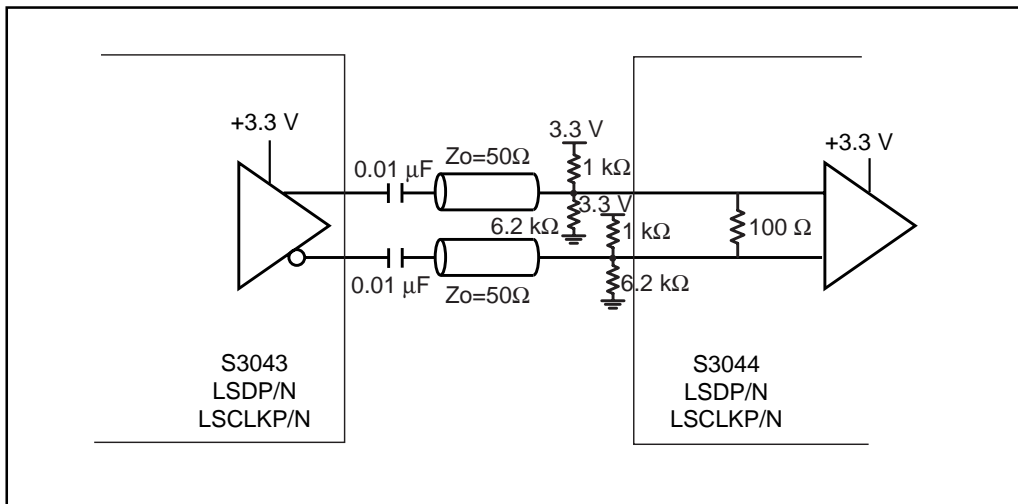 +3.3 V
0.01 μF
Zo=50Ω
3.3 V
1 kΩ
6.2 kΩ
3.3 V
1 kΩ
6.2 kΩ
100 Ω
+3.3 V
0.01 μF
Zo=50Ω
S3043
LSDP/N
LSCLKP/N
S3044
LSDP/N
LSCLKP/N